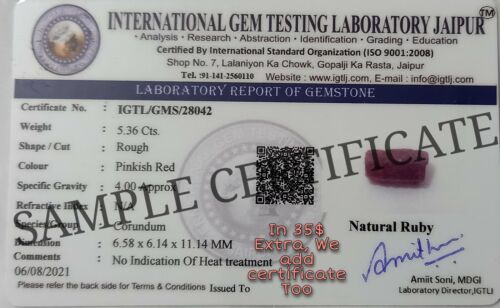 INTERNATIONAL GEM TESTING LABORATORY JAIPUR
TM
• Analysis • Research • Abstraction • Identification • Grading • Education
Certified By International Standard Organization (ISO 9001:2008)
Shop No. 7, Lalaniyon Ka Chowk, Gopalji Ka Rasta, Jaipur
Tel. 91-141-2560110 • Website : www.igtlj.com, E-mail : info@igtlj.com
LABORATORY REPORT OF GEMSTONE
Certificate No. IGTL/GMS/28042
Weight : 5.36 Cts.
Shape / Cut : Rough
Colour : Pinkish Red
Specific Gravity : 4.00 Approx
Refractive Index : N/A
Species/Group : Corundum
Dimension : 6.58 x 6.14 x 11.14 MM
Comments : No Indication Of Heat treatment
06/08/2021
Please refer back side for Terms & Conditions Issued To
SAMPLE CERTIFICATE
In 35$
Extra, We
add
certificate
Too
Natural Ruby
Amiit Soni, MDGI
Laboratory Director,IGTLJ